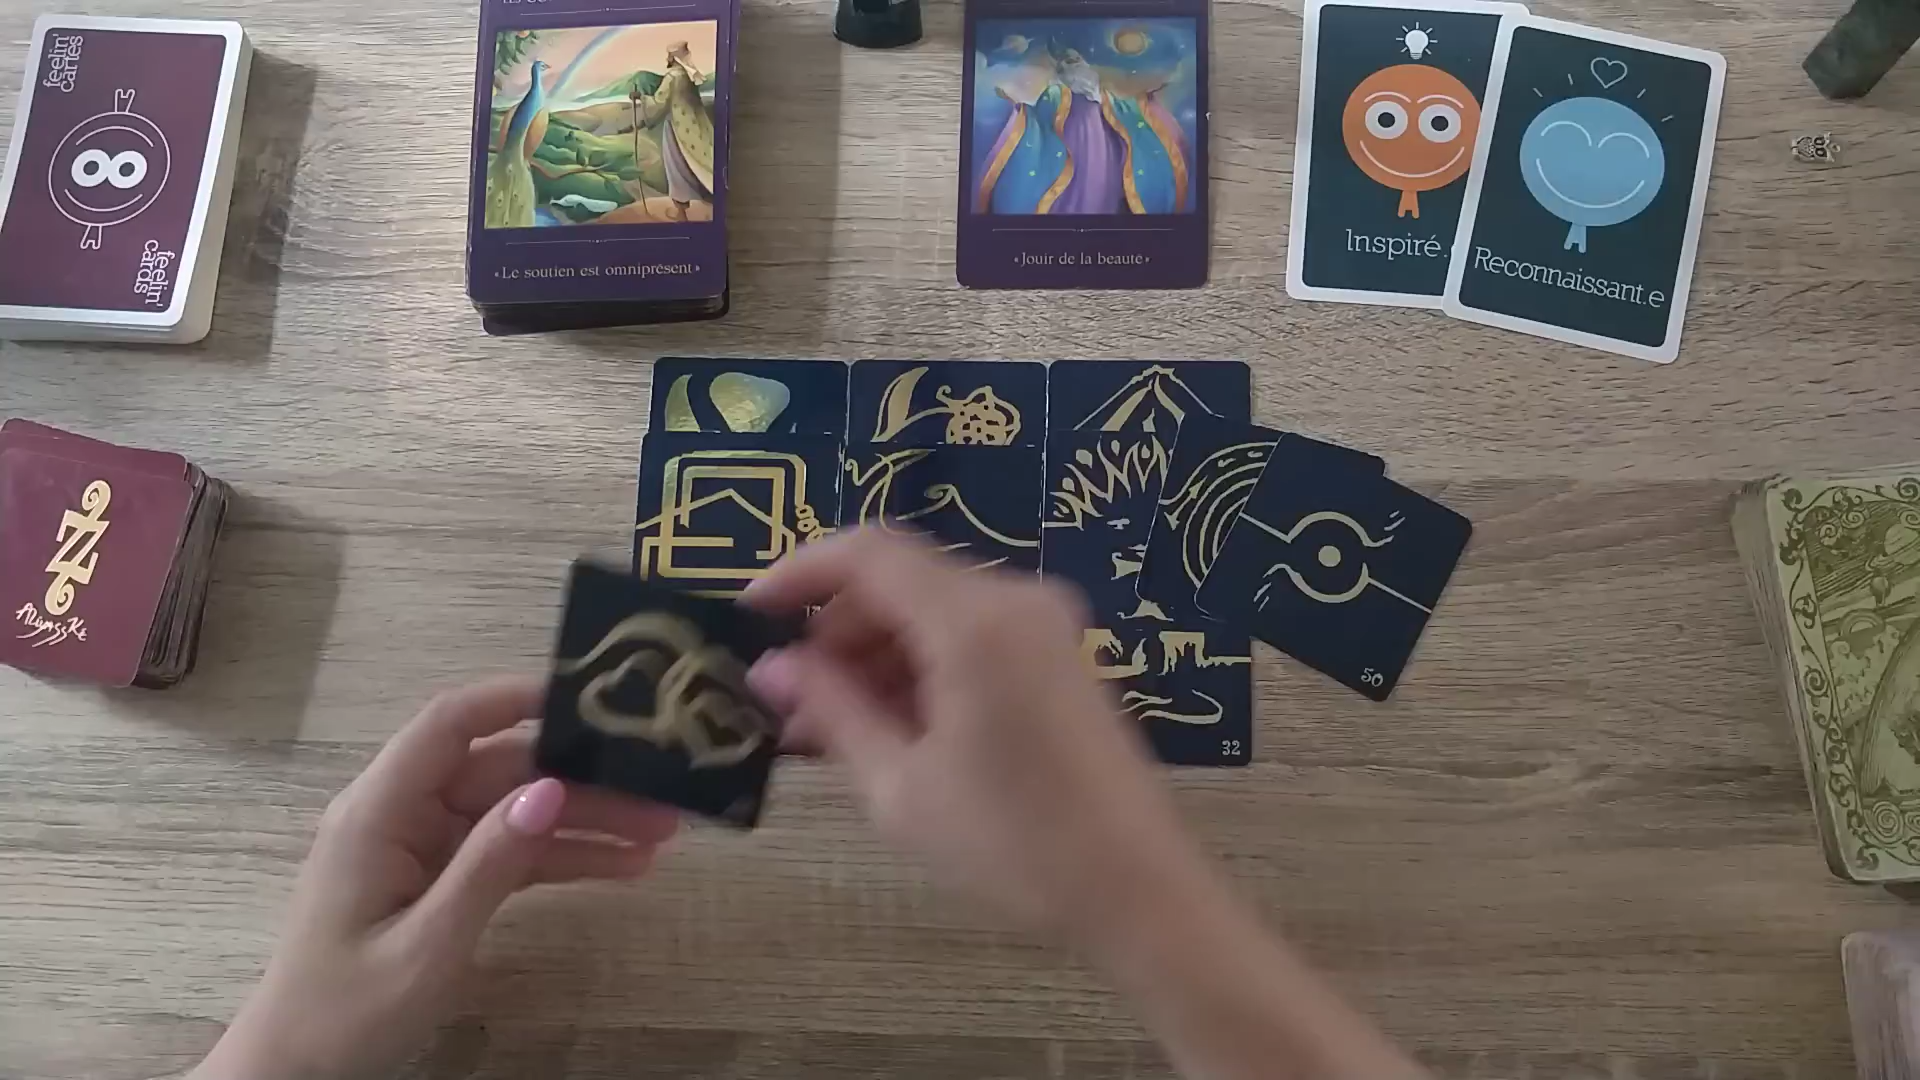 feelin'
cartes
feelin'
cards
«Le soutien est omniprésent»
«Jouir de la beauté»
Inspiré.
Reconnaissant.e
50
32